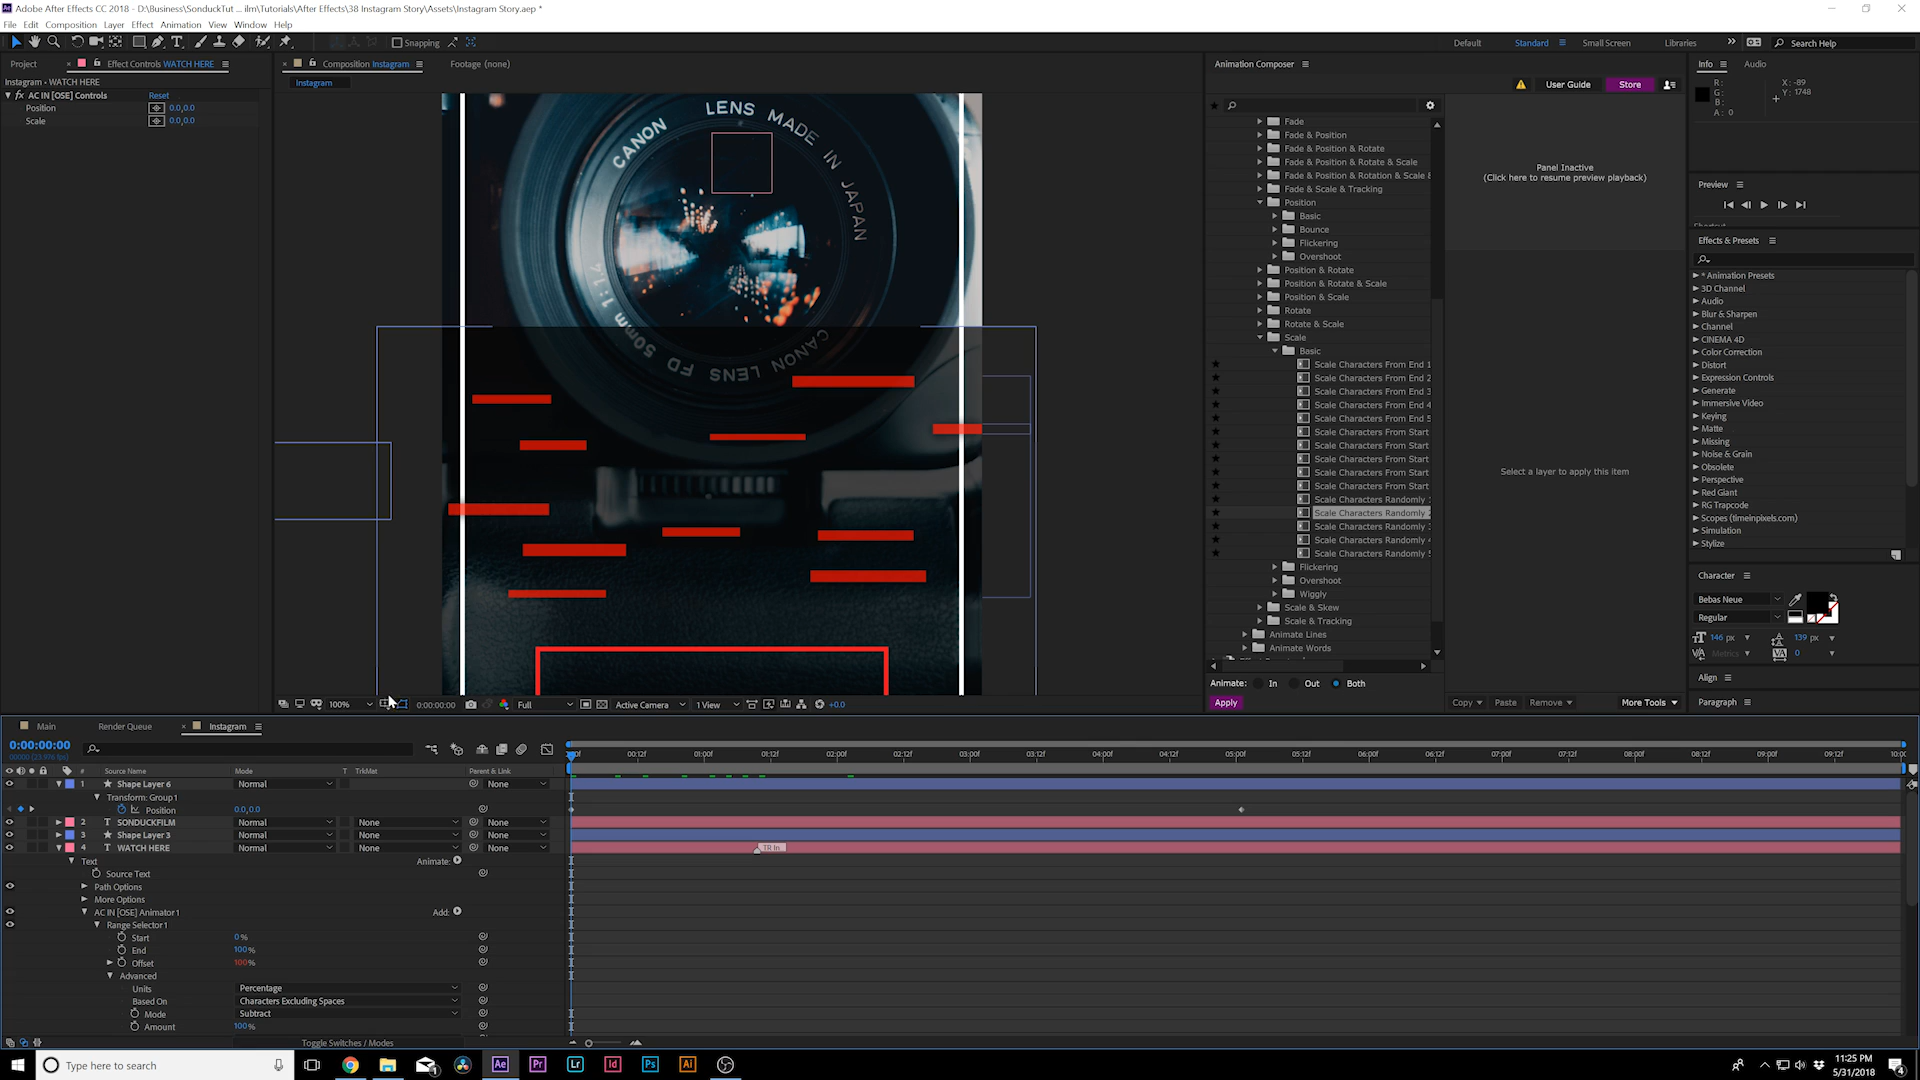 Adobe After Effects CC 2018 - D:\Business\SonduckTut ... ilm\Tutorials\After Effects\38 Instagram Story\Assets\Instagram Story.aep *
File Edit Composition Layer Effect Animation View Window Help
Snapping
Default Standard Small Screen Libraries Search Help
Project Effect Controls WATCH HERE
Instagram • WATCH HERE
fx AC IN [OSE] Controls Reset
Position 0.0,0.0
Scale 0.0,0.0
Composition Instagram Footage (none)
Instagram
CANON LENS MADE IN JAPAN
CANON LENS FD 50mm 1:1.4
100% 0:00:00:00 Full Active Camera 1 View +0.0
Animation Composer
User Guide Store
Fade
Fade & Position
Fade & Position & Rotate
Fade & Position & Rotate & Scale
Fade & Position & Rotation & Scale &
Fade & Scale & Tracking
Position
Basic
Bounce
Flickering
Overshoot
Position & Rotate
Position & Rotate & Scale
Position & Scale
Rotate
Rotate & Scale
Scale
Basic
Scale Characters From End 1
Scale Characters From End 2
Scale Characters From End 3
Scale Characters From End 4
Scale Characters From End 5
Scale Characters From Start
Scale Characters From Start
Scale Characters From Start
Scale Characters From Start
Scale Characters From Start
Scale Characters Randomly 1
Scale Characters Randomly 2
Scale Characters Randomly 3
Scale Characters Randomly 4
Scale Characters Randomly 5
Flickering
Overshoot
Wiggly
Scale & Skew
Scale & Tracking
Animate Lines
Animate Words
Animate: In Out Both
Apply
Panel Inactive
(Click here to resume preview playback)
Select a layer to apply this item
Copy Paste Remove More Tools
Info Audio
R:
G:
B:
A: 0
X: -89
Y: 1748
Preview
Effects & Presets
* Animation Presets
3D Channel
Audio
Blur & Sharpen
Channel
CINEMA 4D
Color Correction
Distort
Expression Controls
Generate
Immersive Video
Keying
Matte
Missing
Noise & Grain
Obsolete
Perspective
Red Giant
RG Trapcode
Scopes (timeinpixels.com)
Simulation
Stylize
Character
Bebas Neue
Regular
146 px 139 px
Metrics 0
Align
Paragraph
Main Render Queue Instagram
0:00:00:00
00000 (23.976 fps)
00:12f 01:00f 01:12f 02:00f 02:12f 03:00f 03:12f 04:00f 04:12f 05:00f 05:12f 06:00f 06:12f 07:00f 07:12f 08:00f 08:12f 09:00f 09:12f
# Source Name Mode T TrkMat Parent & Link
1 Shape Layer 6 Normal None
Transform: Group 1
Position 0.0,0.0
2 T SONDUCKFILM Normal None None
3 Shape Layer 3 Normal None None
4 T WATCH HERE Normal None None TR In
Text Animate:
Source Text
Path Options
More Options
AC IN [OSE] Animator 1 Add:
Range Selector 1
Start 0%
End 100%
Offset 100%
Advanced
Units Percentage
Based On Characters Excluding Spaces
Mode Subtract
Amount 100%
Toggle Switches / Modes
Type here to search
Ae Pr Lr Id Ps Ai
11:25 PM
5/31/2018